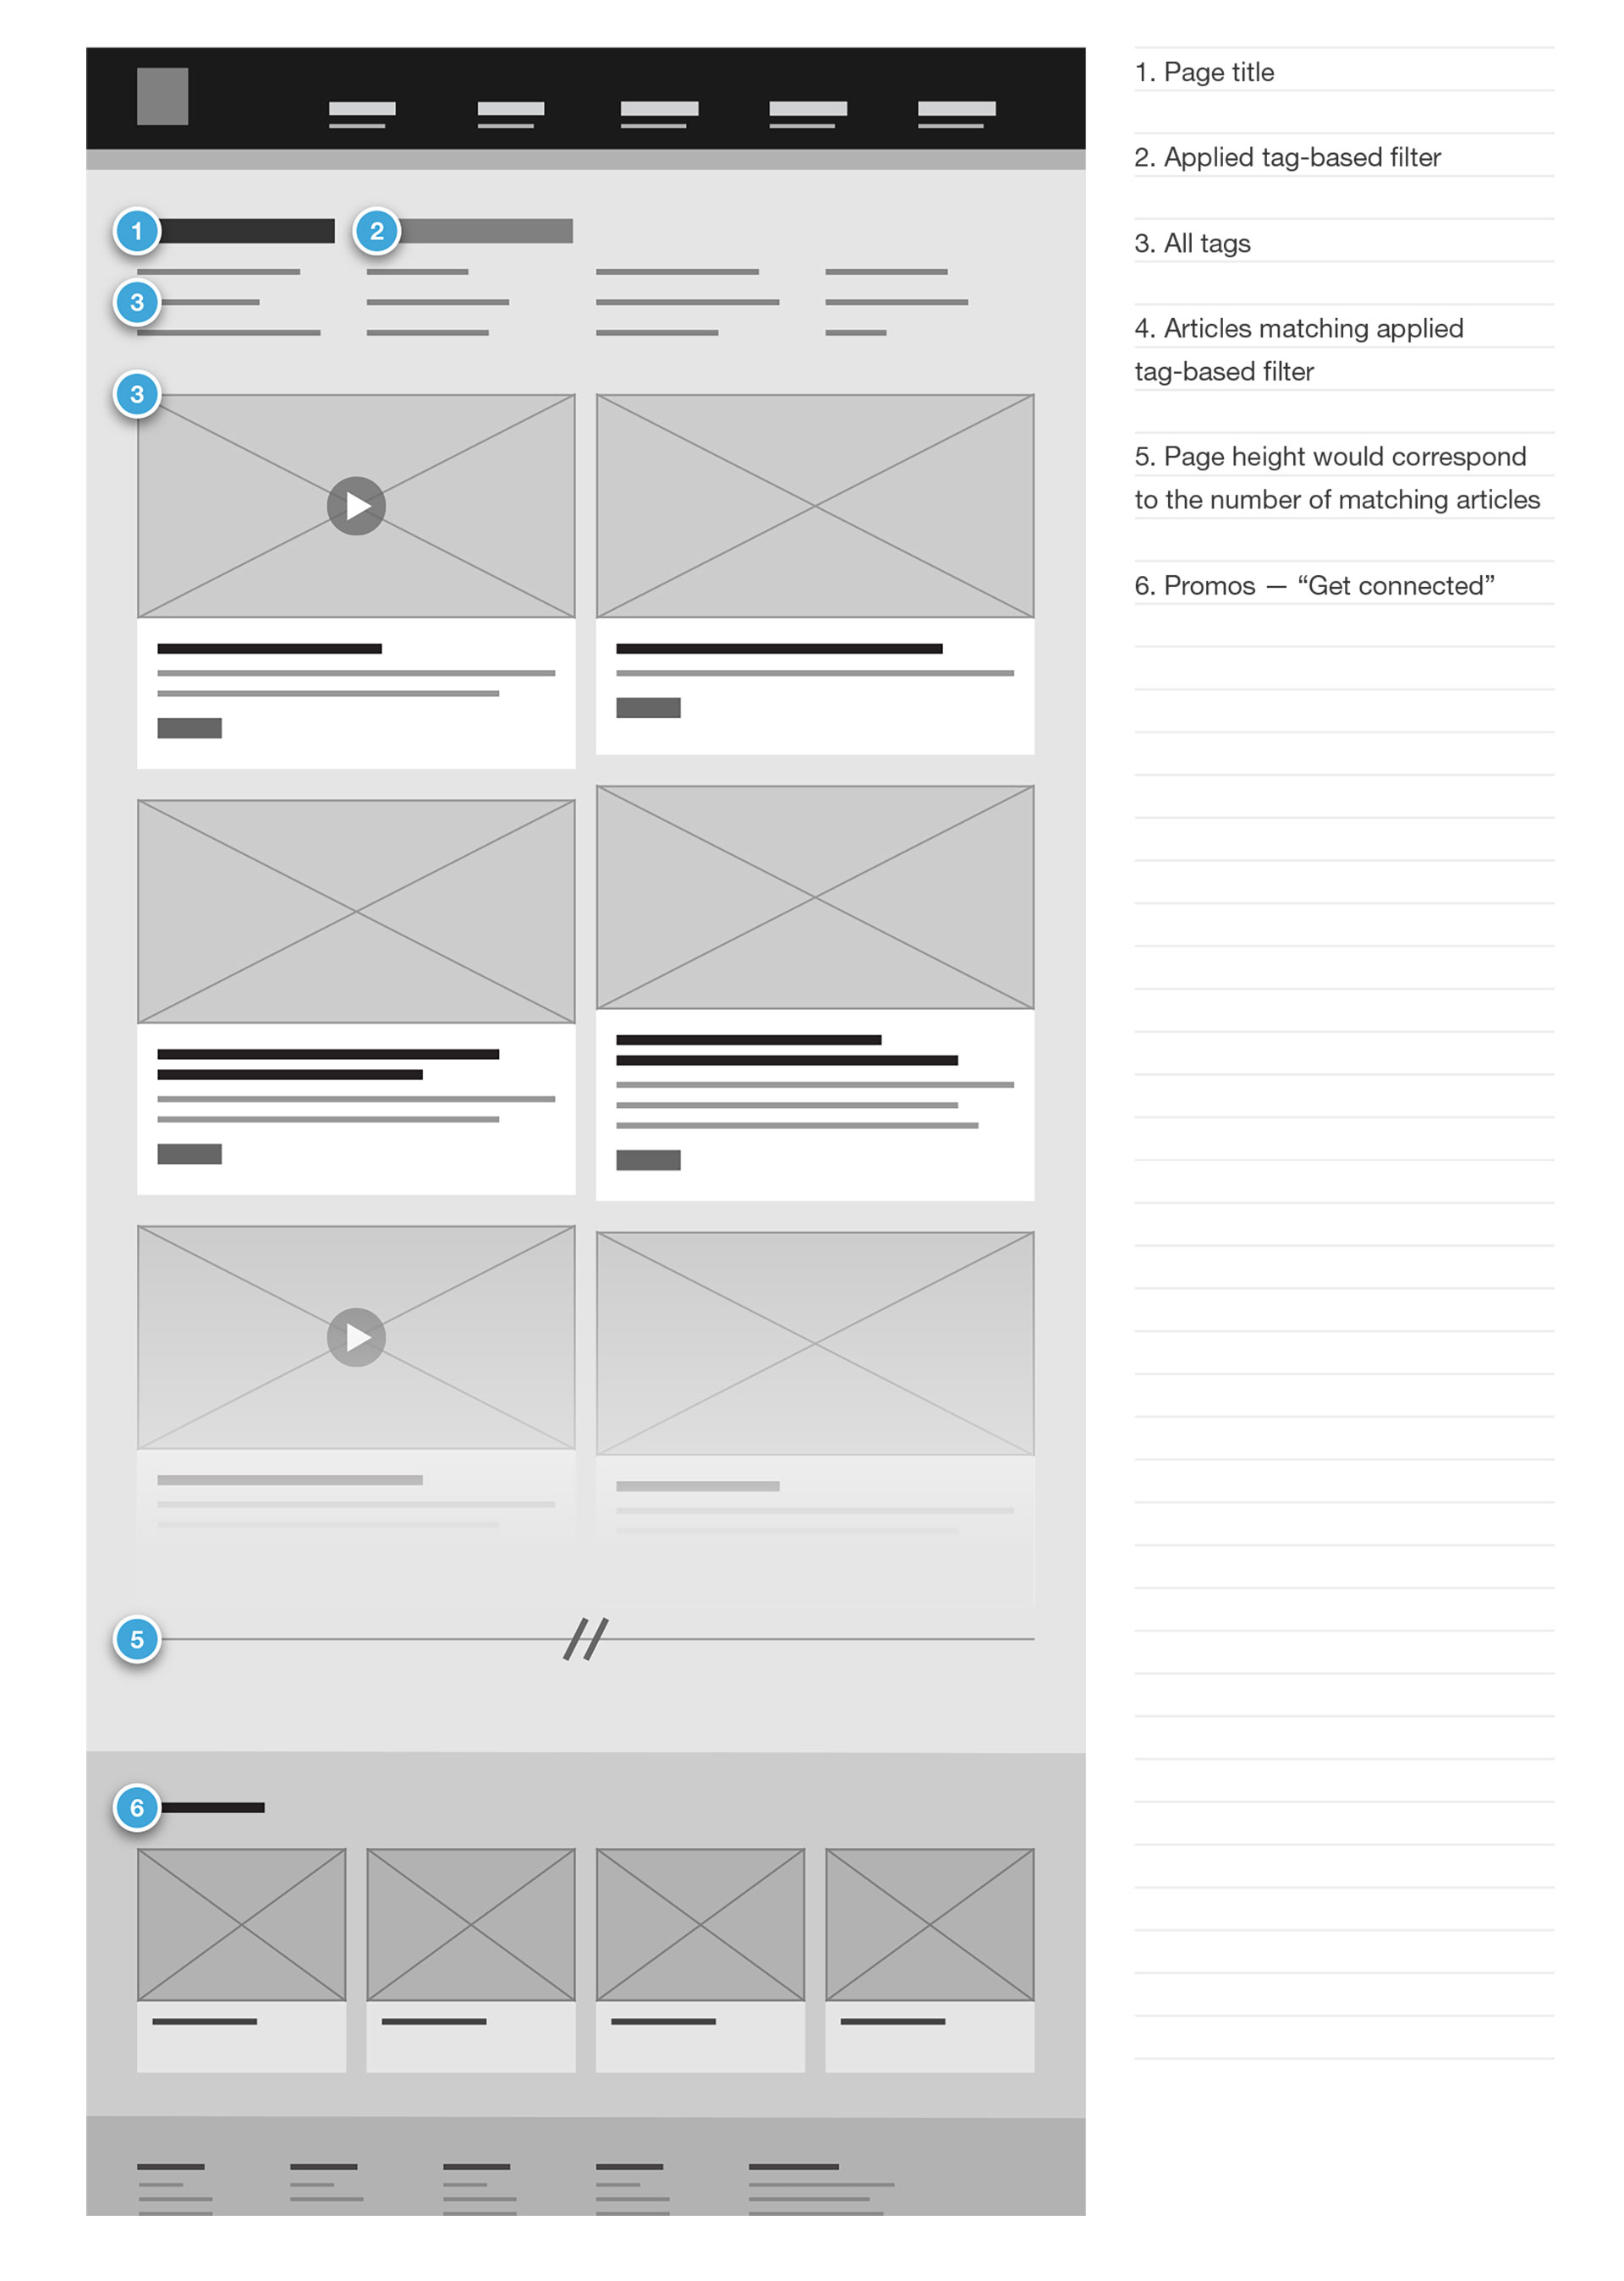 1. Page title
2. Applied tag-based filter
3. All tags
4. Articles matching applied
tag-based filter
5. Page height would correspond
to the number of matching articles
6. Promos — “Get connected”
1
2
3
3
5
6